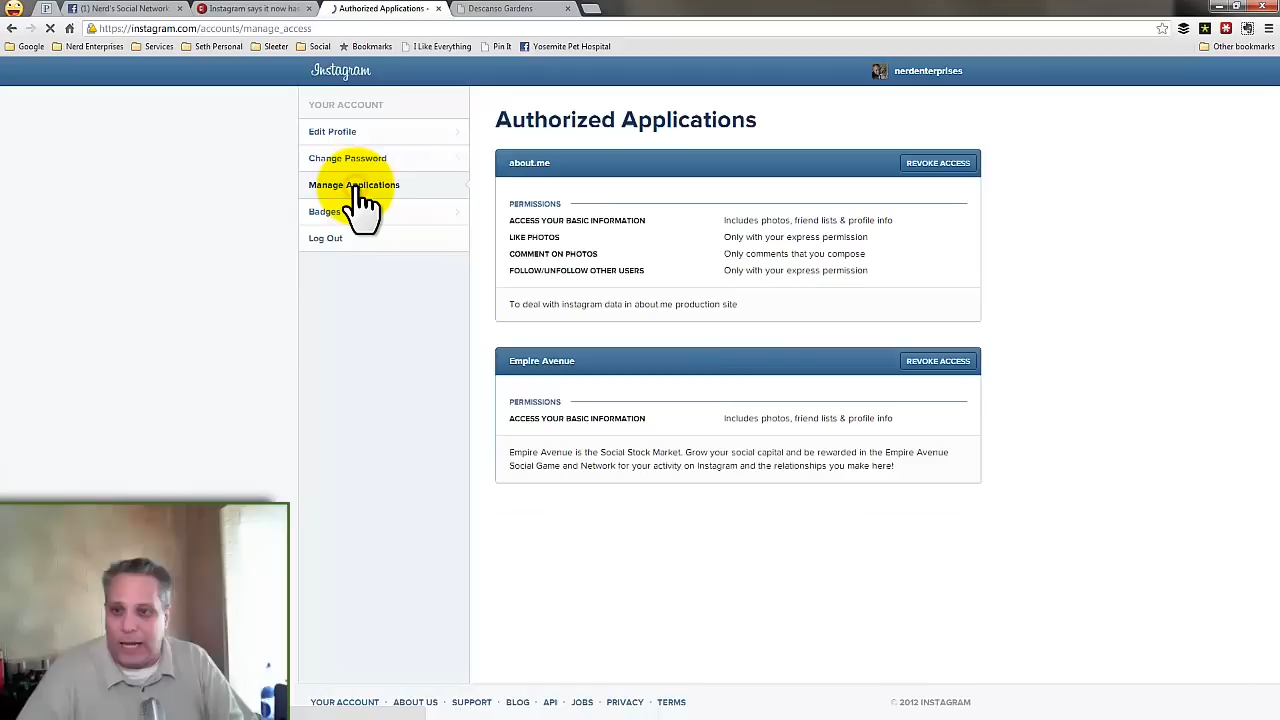 (1) Nerd's Social Network
Instagram says it now has
Authorized Applications -
Descanso Gardens
https://instagram.com/accounts/manage_access
Google
Nerd Enterprises
Services
Seth Personal
Sleeter
Social
Bookmarks
I Like Everything
Pin It
Yosemite Pet Hospital
Other bookmarks
Instagram
nerdenterprises
YOUR ACCOUNT
Edit Profile
Change Password
Manage Applications
Badges
Log Out
Authorized Applications
about.me
REVOKE ACCESS
PERMISSIONS
ACCESS YOUR BASIC INFORMATION Includes photos, friend lists & profile info
LIKE PHOTOS Only with your express permission
COMMENT ON PHOTOS Only comments that you compose
FOLLOW/UNFOLLOW OTHER USERS Only with your express permission
To deal with instagram data in about.me production site
Empire Avenue
REVOKE ACCESS
PERMISSIONS
ACCESS YOUR BASIC INFORMATION Includes photos, friend lists & profile info
Empire Avenue is the Social Stock Market. Grow your social capital and be rewarded in the Empire Avenue
Social Game and Network for your activity on Instagram and the relationships you make here!
YOUR ACCOUNT · ABOUT US · SUPPORT · BLOG · API · JOBS · PRIVACY · TERMS
© 2012 INSTAGRAM